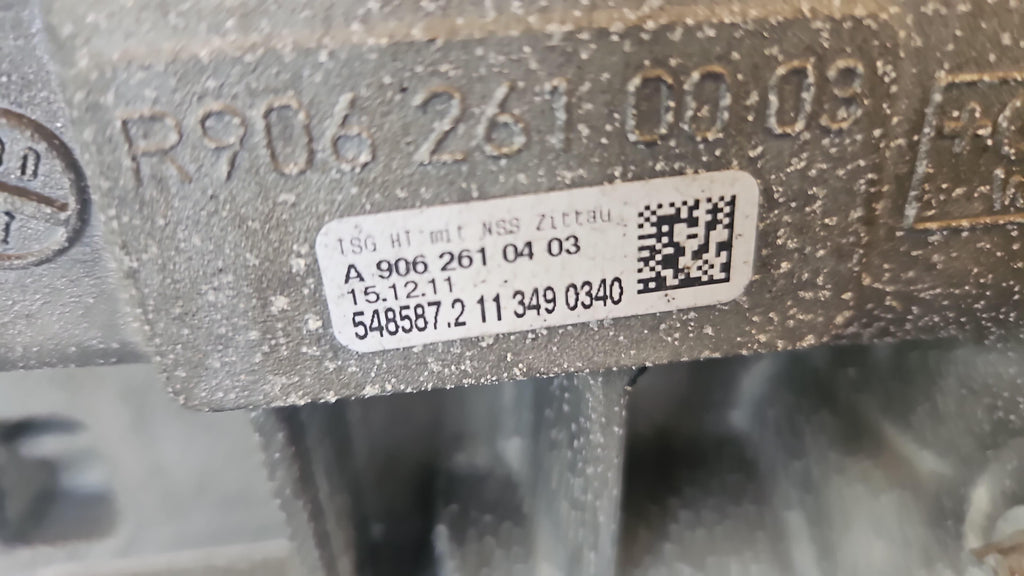 R906 261 00 09
TSG HT mit NSS Zittau
A 906 261 04 03
15.12.11
548587.2 11 349 0340